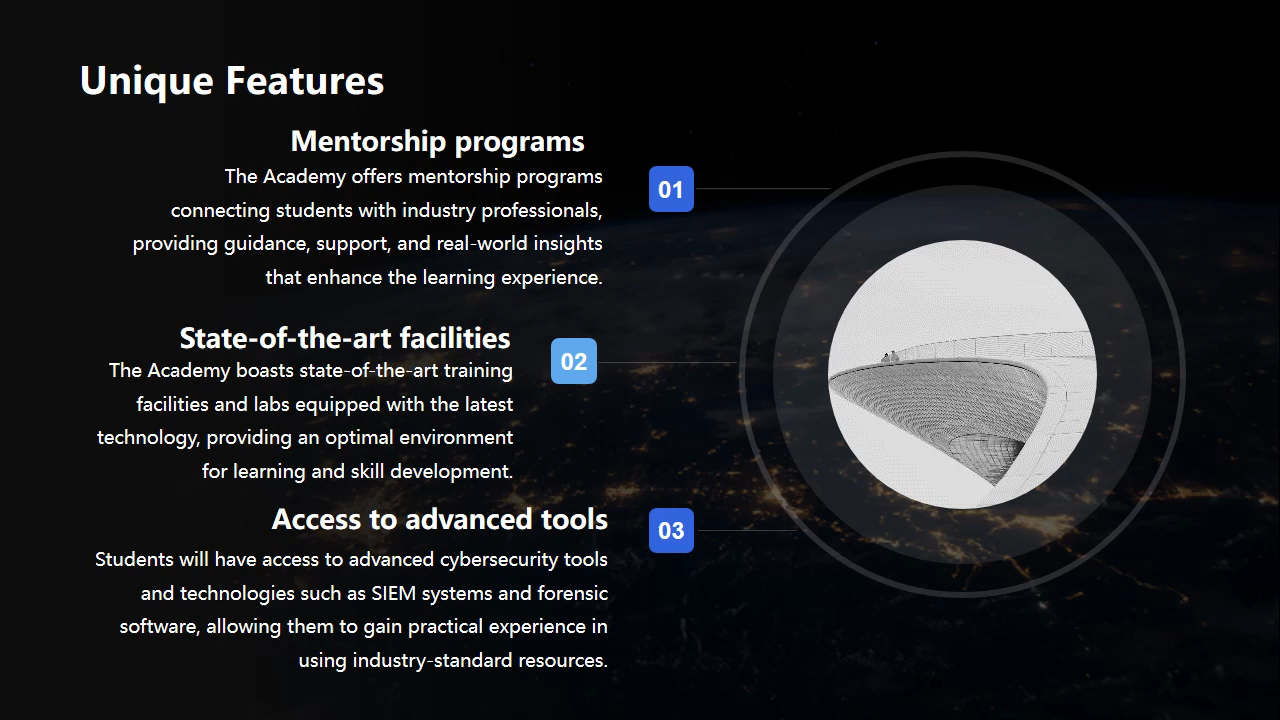 Unique Features
Mentorship programs
The Academy offers mentorship programs
connecting students with industry professionals,
providing guidance, support, and real-world insights
that enhance the learning experience.
01
State-of-the-art facilities
The Academy boasts state-of-the-art training
facilities and labs equipped with the latest
technology, providing an optimal environment
for learning and skill development.
02
Access to advanced tools
Students will have access to advanced cybersecurity tools
and technologies such as SIEM systems and forensic
software, allowing them to gain practical experience in
using industry-standard resources.
03